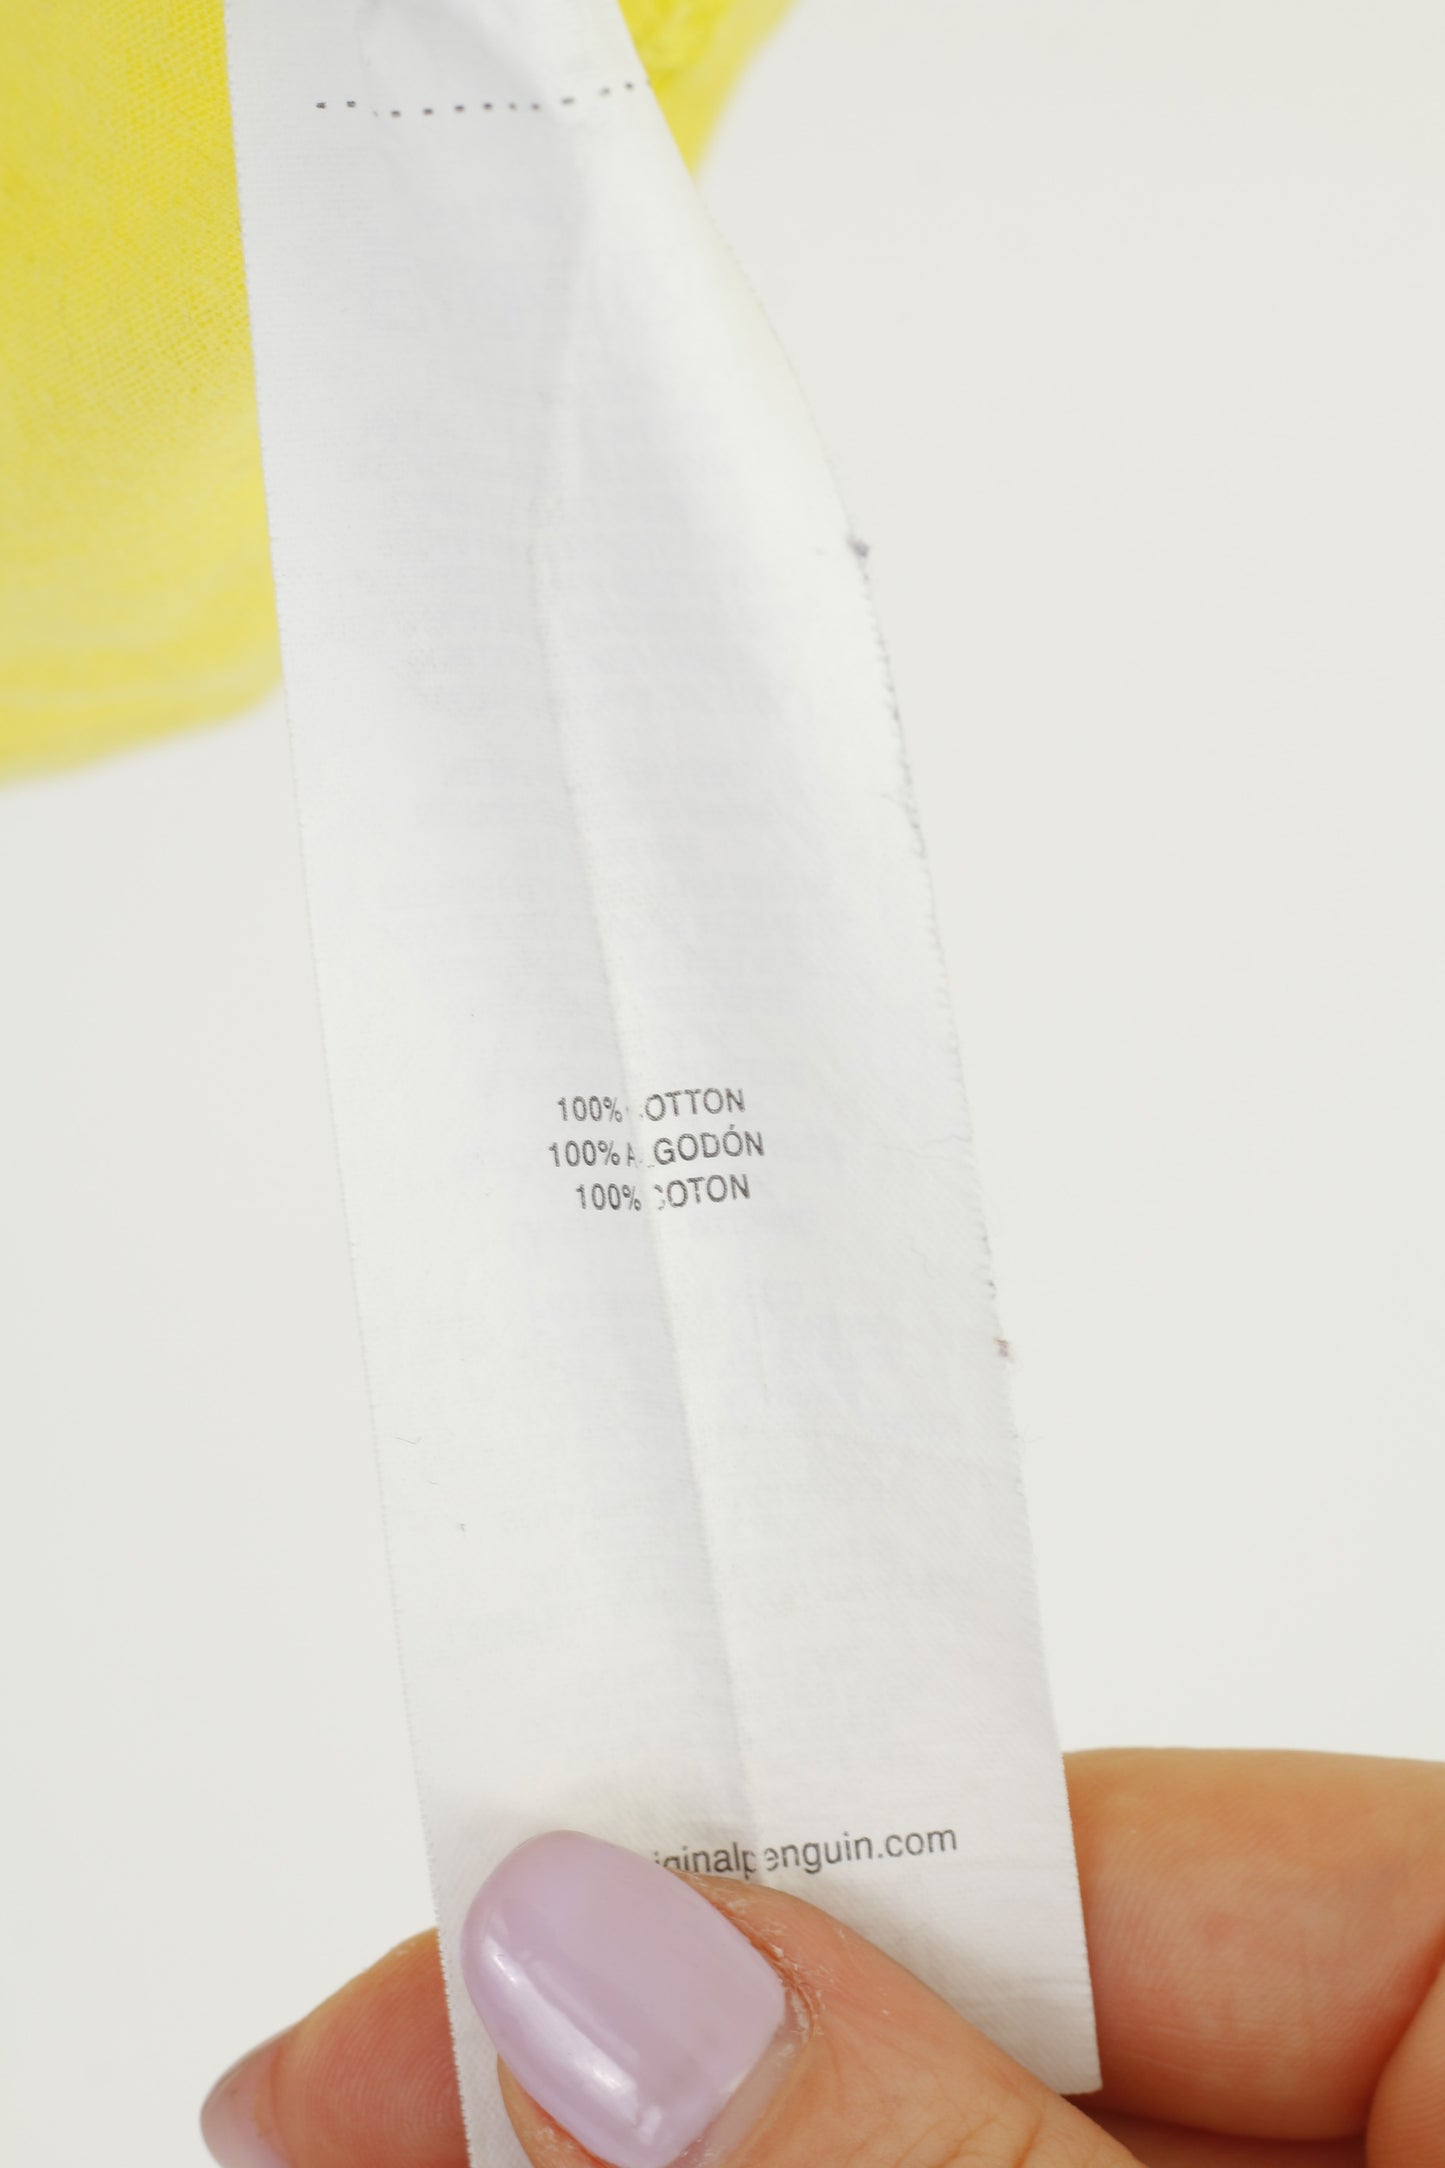 100% COTTON
100% ALGODÓN
100% COTON
iginalpenguin.com